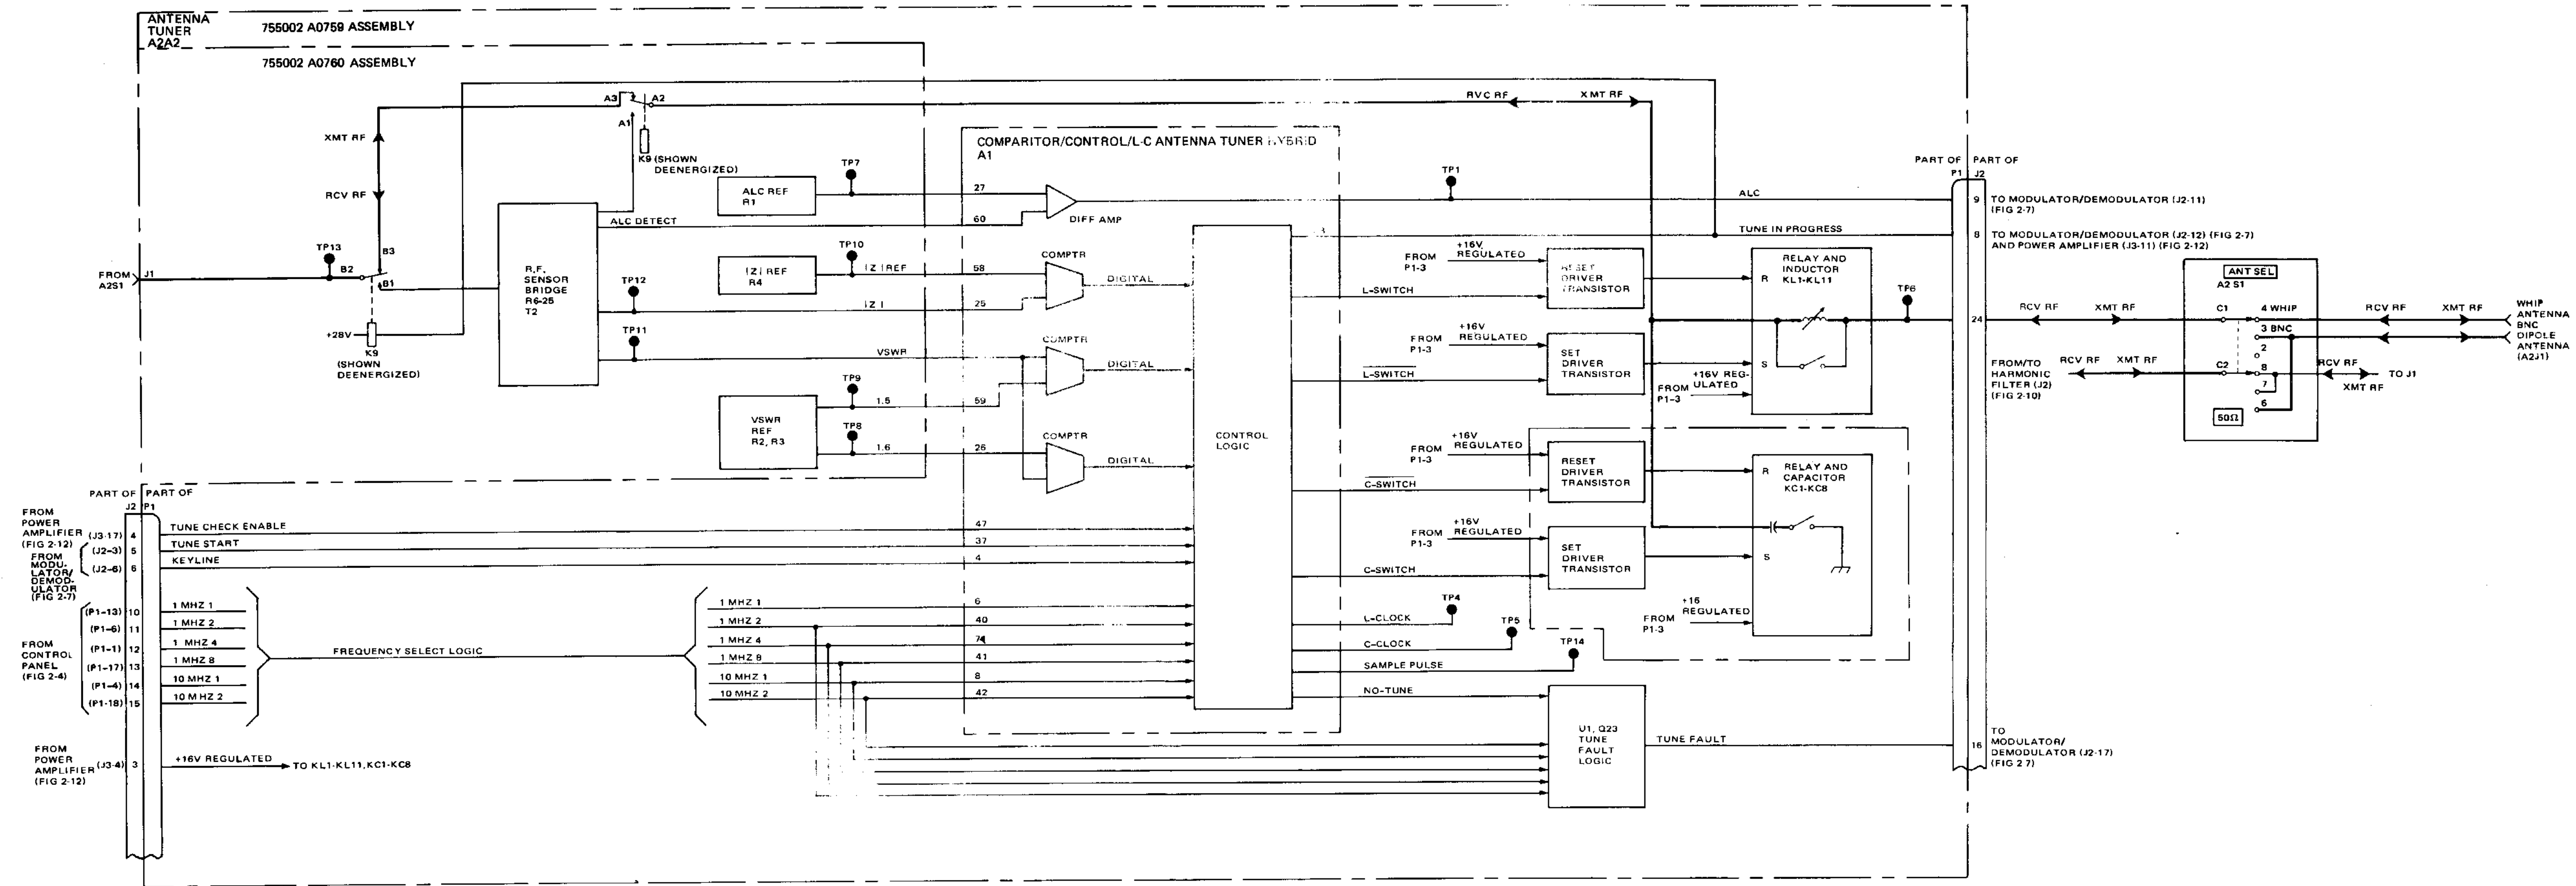 ANTENNA
TUNER
A2A2
755002 A0759 ASSEMBLY
755002 A0760 ASSEMBLY
XMT RF
RCV RF
FROM
A2S1
J1
TP13
B2
B3
B1
+28V
K9
(SHOWN
DEENERGIZED)
A3
A2
A1
K9 (SHOWN
DEENERGIZED)
R.F.
SENSOR
BRIDGE
R6-25
T2
ALC REF
R1
TP7
ALC DETECT
|Z| REF
R4
TP10
|Z| REF
TP12
|Z|
TP11
VSWR
VSWR
REF
R2, R3
TP9
1.5
TP8
1.6
COMPARITOR/CONTROL/L-C ANTENNA TUNER HYBRID
A1
27
60
DIFF AMP
58
25
COMPTR
DIGITAL
COMPTR
DIGITAL
59
26
COMPTR
DIGITAL
CONTROL
LOGIC
RVC RF
XMT RF
TP1
ALC
3
TUNE IN PROGRESS
FROM
P1-3
+16V
REGULATED
RESET
DRIVER
TRANSISTOR
L-SWITCH
FROM
P1-3
+16V
REGULATED
SET
DRIVER
TRANSISTOR
L-SWITCH
RELAY AND
INDUCTOR
KL1-KL11
R
S
+16V REG-
ULATED
FROM
P1-3
TP6
FROM
P1-3
+16V
REGULATED
RESET
DRIVER
TRANSISTOR
C-SWITCH
FROM
P1-3
+16V
REGULATED
SET
DRIVER
TRANSISTOR
C-SWITCH
RELAY AND
CAPACITOR
KC1-KC8
R
S
+16
REGULATED
FROM
P1-3
L-CLOCK
TP4
C-CLOCK
TP5
SAMPLE PULSE
TP14
NO-TUNE
U1, Q23
TUNE
FAULT
LOGIC
TUNE FAULT
PART OF
P1
PART OF
J2
9
TO MODULATOR/DEMODULATOR (J2-11)
(FIG 2-7)
8
TO MODULATOR/DEMODULATOR (J2-12) (FIG 2-7)
AND POWER AMPLIFIER (J3-11) (FIG 2-12)
24
RCV RF
XMT RF
ANT SEL
A2 S1
C1
4 WHIP
3 BNC
2
C2
8
7
6
50Ω
RCV RF
XMT RF
WHIP
ANTENNA
BNC
DIPOLE
ANTENNA
(A2J1)
FROM/TO
HARMONIC
FILTER (J2)
(FIG 2-10)
RCV RF
XMT RF
RCV RF
XMT RF
TO J1
16
TO
MODULATOR/
DEMODULATOR (J2-17)
(FIG 2 7)
PART OF
J2
PART OF
P1
FROM
POWER
AMPLIFIER (J3-17)
(FIG 2-12)
4
TUNE CHECK ENABLE
47
FROM
MODU-
LATOR/
DEMOD-
ULATOR
(FIG 2-7)
(J2-3)
5
TUNE START
37
(J2-6)
6
KEYLINE
4
FROM
CONTROL
PANEL
(FIG 2-4)
(P1-13) 10
1 MHZ 1
(P1-6) 11
1 MHZ 2
(P1-1) 12
1 MHZ 4
(P1-17) 13
1 MHZ 8
(P1-4) 14
10 MHZ 1
(P1-18) 15
10 MHZ 2
FREQUENCY SELECT LOGIC
1 MHZ 1
6
1 MHZ 2
40
1 MHZ 4
74
1 MHZ 8
41
10 MHZ 1
8
10 MHZ 2
42
FROM
POWER
AMPLIFIER (J3-4)
(FIG 2-12)
3
+16V REGULATED
TO KL1-KL11, KC1-KC8